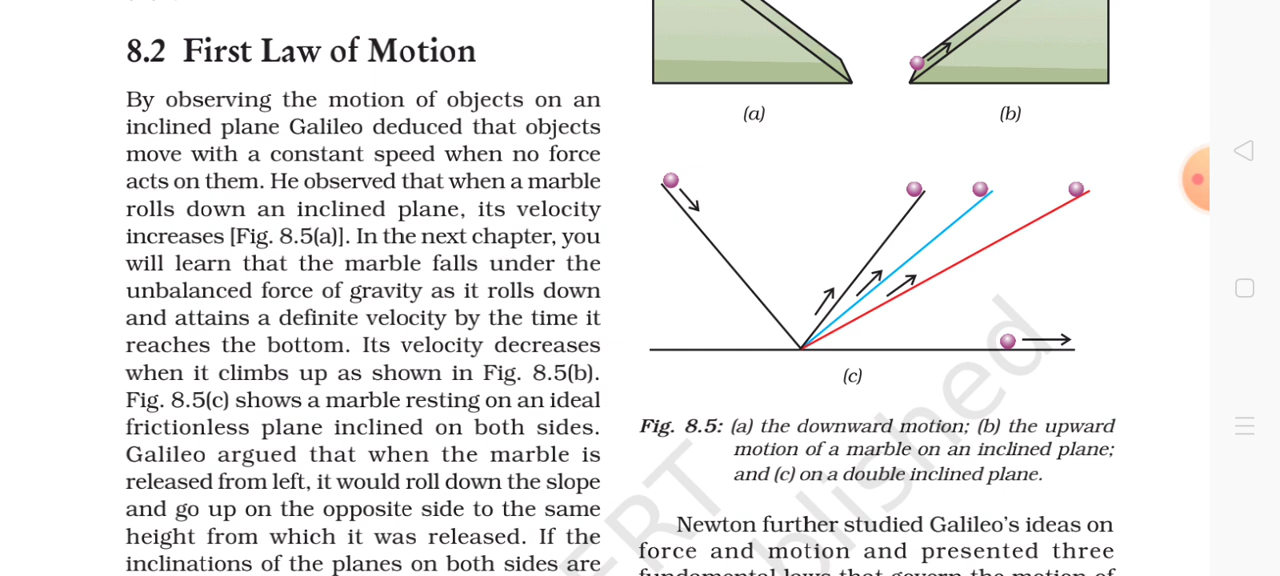 8.2 First Law of Motion
By observing the motion of objects on an
inclined plane Galileo deduced that objects
move with a constant speed when no force
acts on them. He observed that when a marble
rolls down an inclined plane, its velocity
increases [Fig. 8.5(a)]. In the next chapter, you
will learn that the marble falls under the
unbalanced force of gravity as it rolls down
and attains a definite velocity by the time it
reaches the bottom. Its velocity decreases
when it climbs up as shown in Fig. 8.5(b).
Fig. 8.5(c) shows a marble resting on an ideal
frictionless plane inclined on both sides.
Galileo argued that when the marble is
released from left, it would roll down the slope
and go up on the opposite side to the same
height from which it was released. If the
inclinations of the planes on both sides are
(a)
(b)
(c)
Fig. 8.5: (a) the downward motion; (b) the upward
motion of a marble on an inclined plane;
and (c) on a double inclined plane.
Newton further studied Galileo's ideas on
force and motion and presented three
fundamental laws that govern the motion of